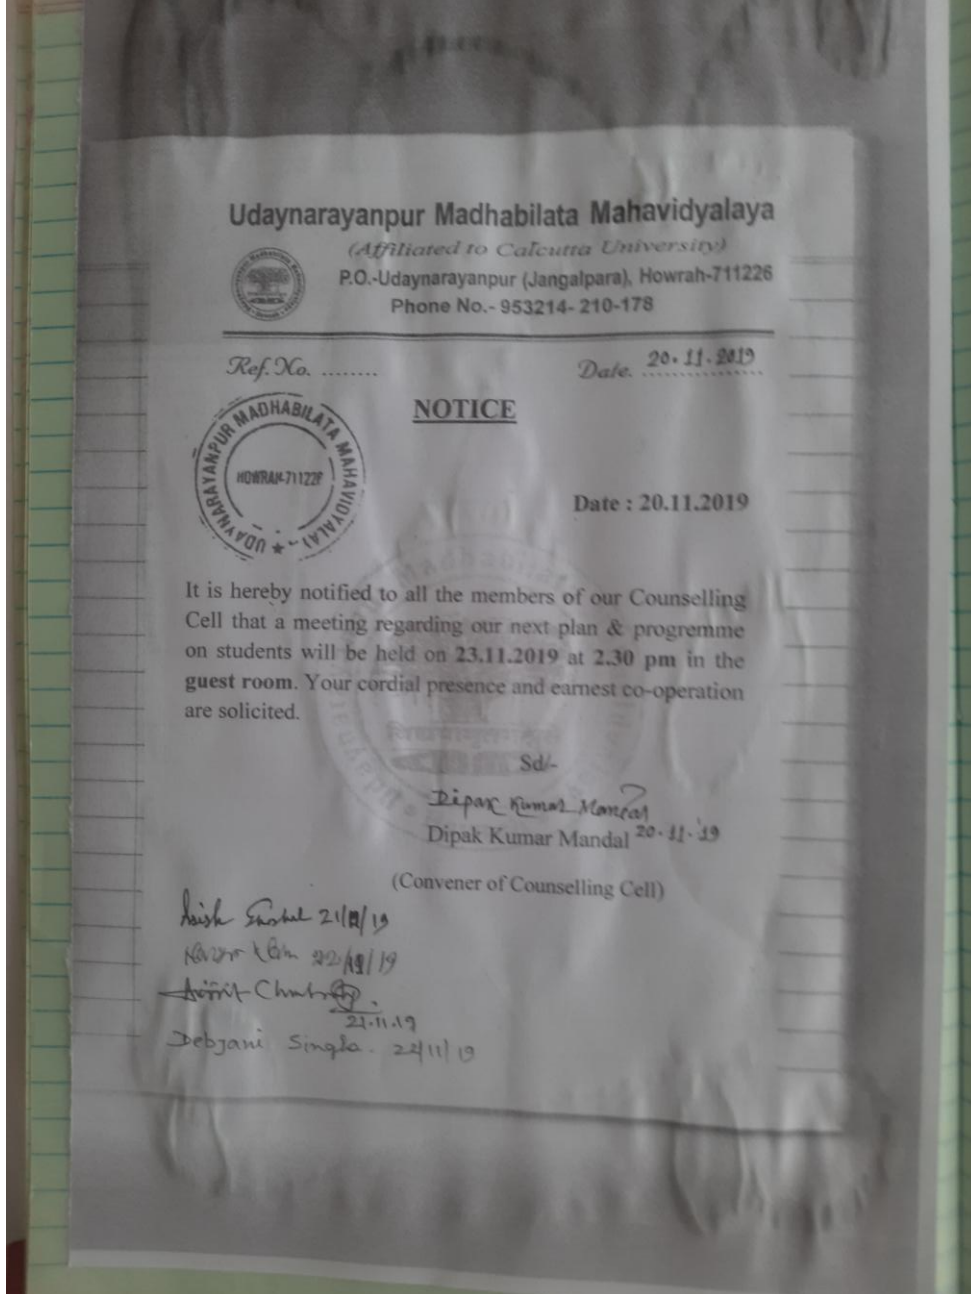 Udaynarayanpur Madhabilata Mahavidyalaya
(Affiliated to Calcutta University)
P.O.-Udaynarayanpur (Jangalpara), Howrah-711226
Phone No.- 953214- 210-178
Ref. No. ........
Date. 20.11.2019
NOTICE
UDAYNARAYANPUR MADHABILATA MAHAVIDYALAY
HOWRAH-711226
Date : 20.11.2019
It is hereby notified to all the members of our Counselling
Cell that a meeting regarding our next plan & programme
on students will be held on 23.11.2019 at 2.30 pm in the
guest room. Your cordial presence and earnest co-operation
are solicited.
Sd/-
Dipak Kumar Mandal
Dipak Kumar Mandal 20-11-'19
(Convener of Counselling Cell)
21/11/19
22/11/19
21.11.19
Debjani Singha. 22/11/19